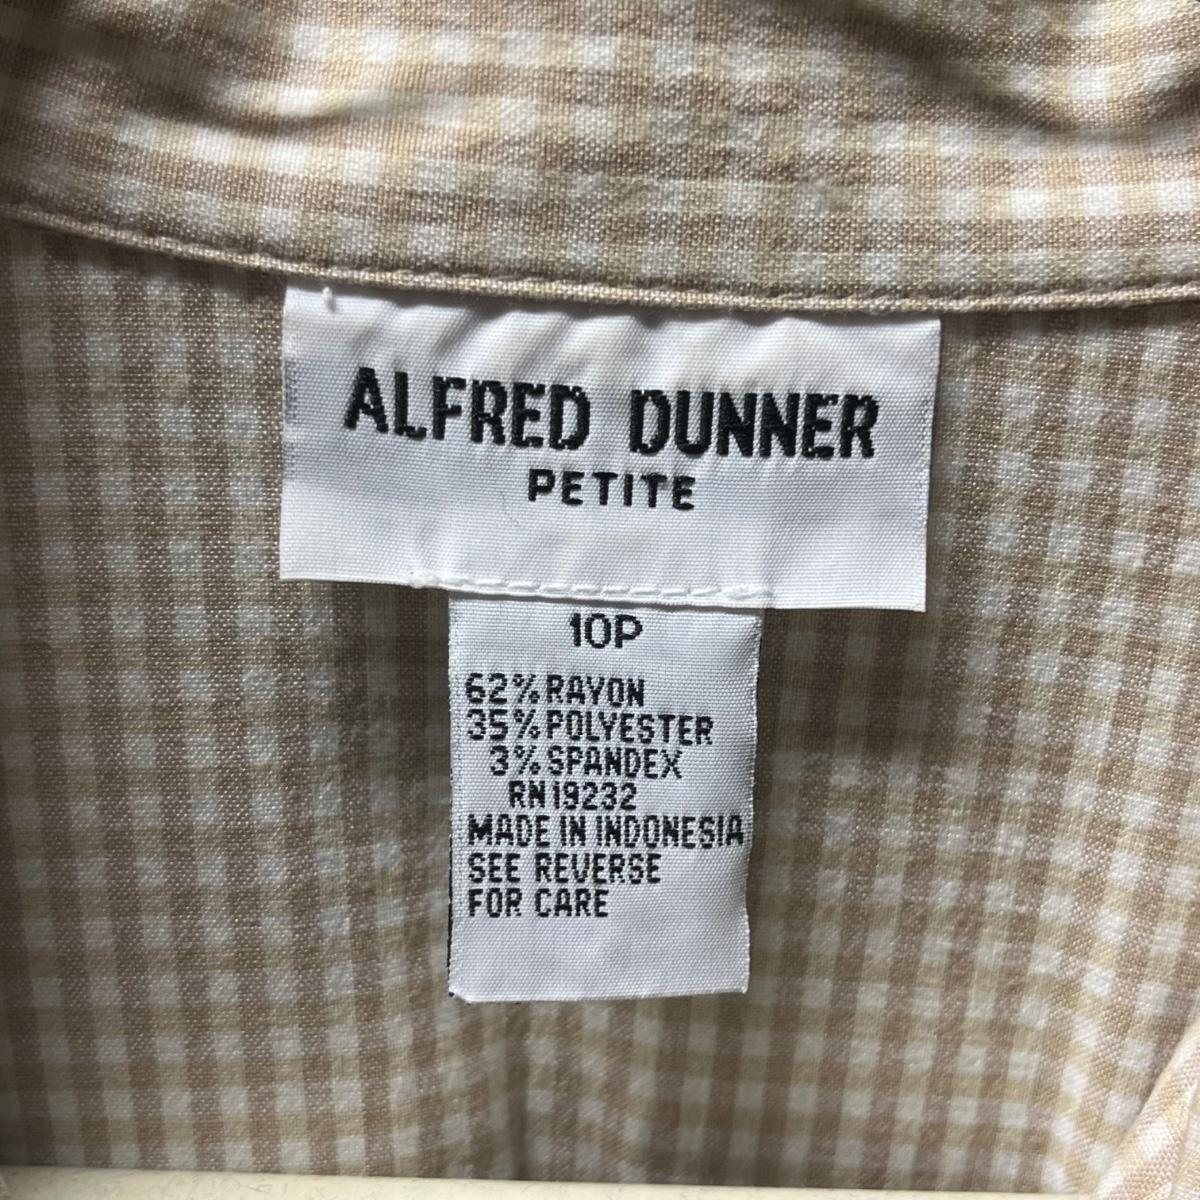 ALFRED DUNNER
PETITE
10P
62% RAYON
35% POLYESTER
3% SPANDEX
RN 19232
MADE IN INDONESIA
SEE REVERSE
FOR CARE